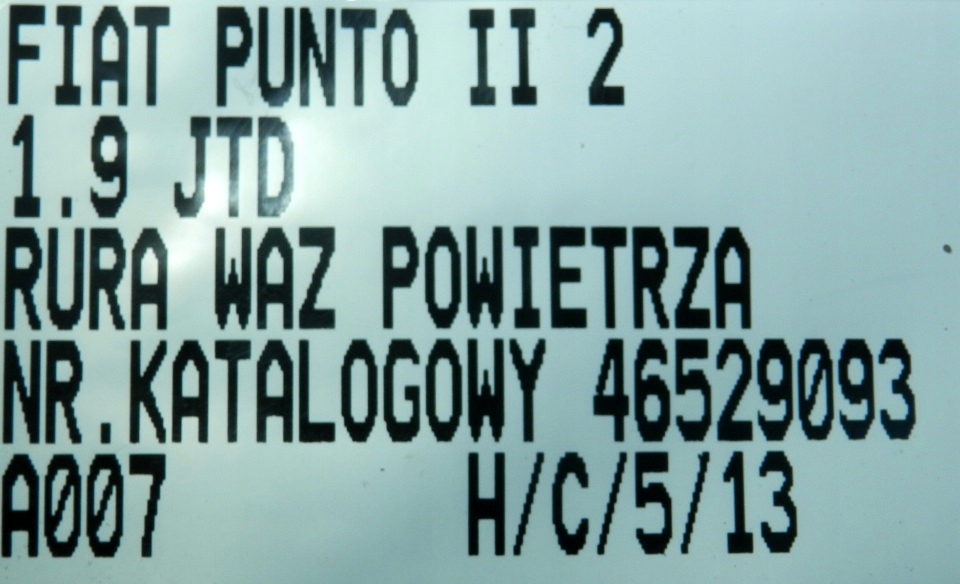 FIAT PUNTO II 2
1.9 JTD
RURA WAZ POWIETRZA
NR.KATALOGOWY 46529093
A007 H/C/5/13